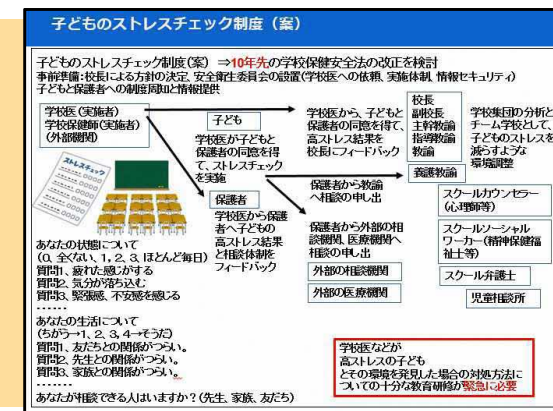 子どものストレスチェック制度（案）
子どものストレスチェック制度(案) ⇒10年先の学校保健安全法の改正を検討
事前準備:校長による方針の決定、安全衛生委員会の設置(学校医への依頼、実施体制、情報セキュリティ)
子どもと保護者への制度周知と情報提供
学校医(実施者)
学校保健師(実施者)
(外部機関)
ストレスチェック
子ども
学校医が子どもと
保護者の同意を得
て、ストレスチェック
を実施
保護者
学校医から保護
者へ子どもの
高ストレス結果
と相談体制を
フィードバック
学校医から、子どもと
保護者の同意を得て、
高ストレス結果を
校長にフィードバック
保護者から教諭
へ相談の申し出
保護者から外部の相
談機関、医療機関へ
相談の申し出
外部の相談機関
外部の医療機関
校長
副校長
主幹教諭
指導教諭
教諭
養護教諭
学校集団の分析と
チーム学校として、
子どものストレスを
減らすような
環境調整
スクールカウンセラー
(心理師等)
スクールソーシャル
ワーカー(精神保健福
祉士等)
スクール弁護士
児童相談所
あなたの状態について
(0、全くない、1、2、3、ほとんど毎日)
質問1、疲れた感じがする
質問2、気分が落ち込む
質問3、緊張感、不安感を感じる
……
あなたの生活について
(ちがう→1、2、3、4→そうだ)
質問1、友だちとの関係がつらい。
質問2、先生との関係がつらい。
質問3、家族との関係がつらい。
…….
あなたが相談できる人はいますか？(先生、家族、友だち)
学校医などが
高ストレスの子ども
とその環境を発見した場合の対処方法に
ついての十分な教育研修が緊急に必要